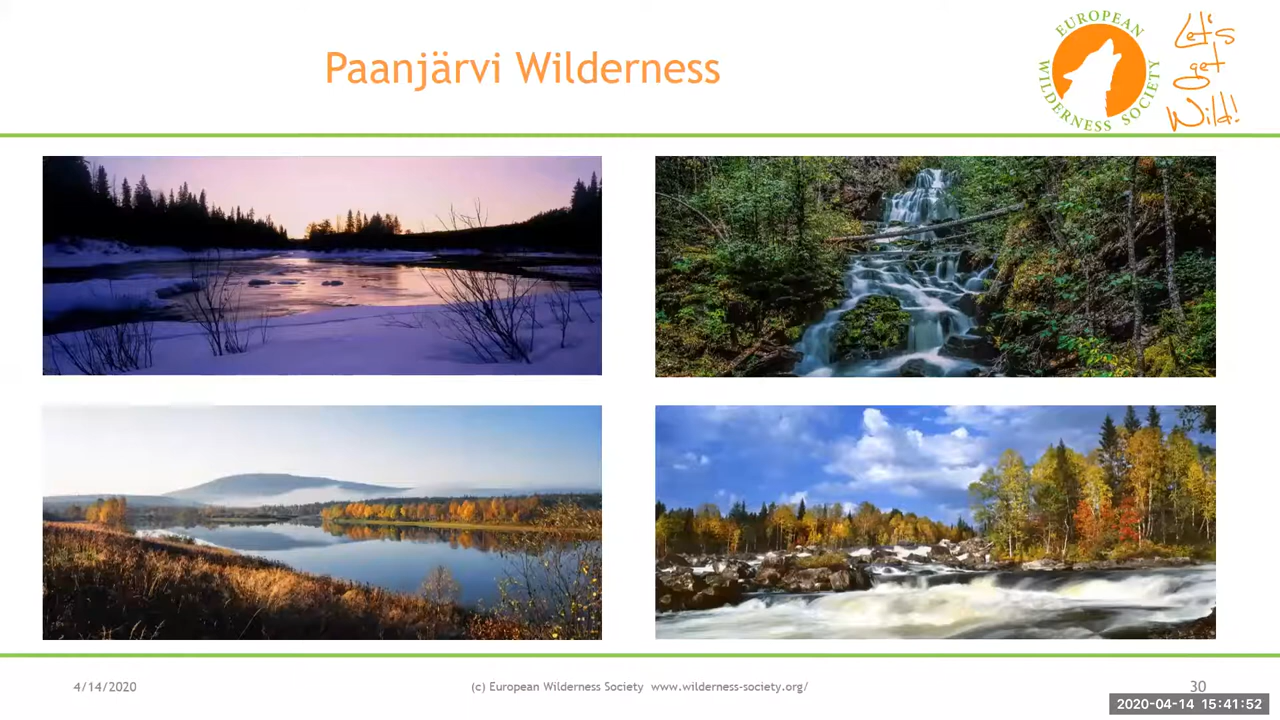 Paanjärvi Wilderness
EUROPEAN
WILDERNESS SOCIETY
Let's
get
Wild!
4/14/2020
(c) European Wilderness Society www.wilderness-society.org/
30
2020-04-14 15:41:52